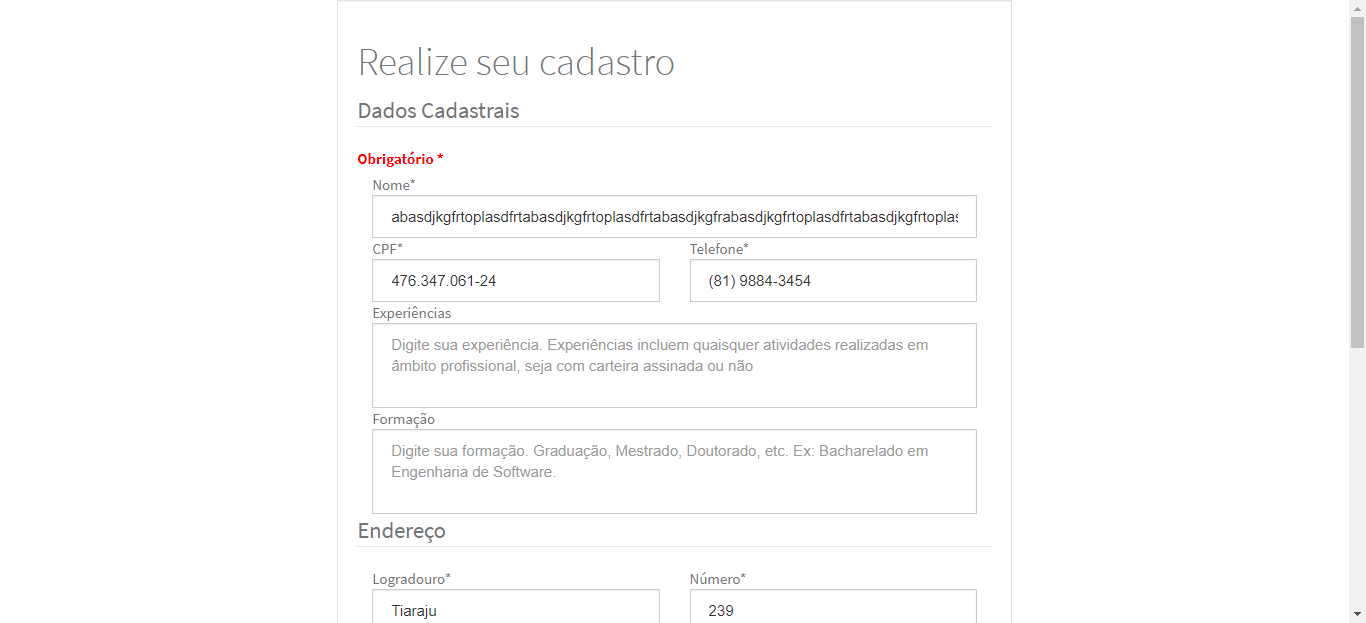 Realize seu cadastro
Dados Cadastrais
Obrigatório *
Nome*
abasdjkgfrtoplasdfrtabasdjkgfrtoplasdfrtabasdjkgfrabasdjkgfrtoplasdfrtabasdjkgfrtoplas
CPF*
Telefone*
476.347.061-24
(81) 9884-3454
Experiências
Digite sua experiência. Experiências incluem quaisquer atividades realizadas em
âmbito profissional, seja com carteira assinada ou não
Formação
Digite sua formação. Graduação, Mestrado, Doutorado, etc. Ex: Bacharelado em
Engenharia de Software.
Endereço
Logradouro*
Número*
Tiaraju
239